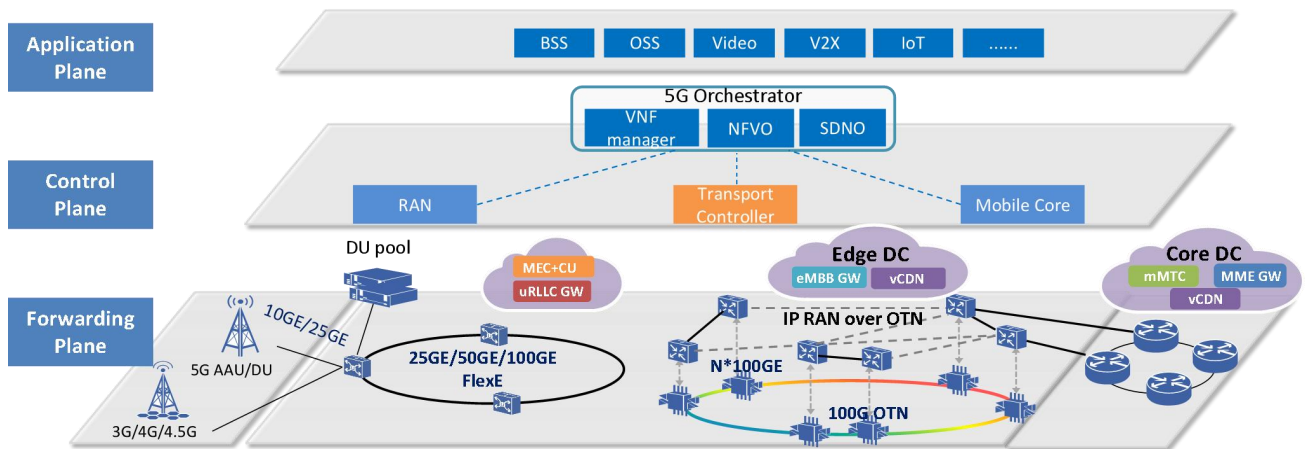 Application
Plane
BSS
OSS
Video
V2X
IoT
......
5G Orchestrator
VNF
manager
NFVO
SDNO
Control
Plane
RAN
Transport
Controller
Mobile Core
DU pool
MEC+CU
uRLLC GW
Edge DC
eMBB GW
vCDN
Core DC
mMTC
MME GW
vCDN
Forwarding
Plane
10GE/25GE
5G AAU/DU
3G/4G/4.5G
25GE/50GE/100GE
FlexE
IP RAN over OTN
N*100GE
100G OTN